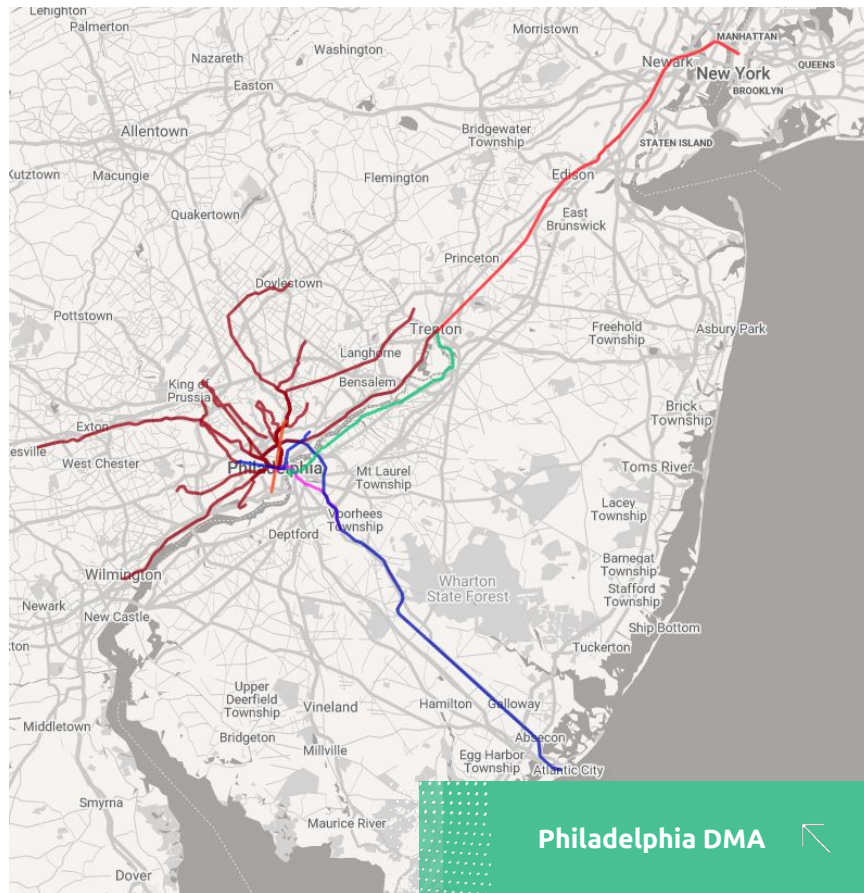 Lehighton
Palmerton
Washington
Morristown
MANHATTAN
Nazareth
Newark
New York
QUEENS
Easton
BROOKLYN
Allentown
Bridgewater
Township
STATEN ISLAND
Kutztown
Macungie
Flemington
Edison
Quakertown
East
Brunswick
Princeton
Doylestown
Pottstown
Trenton
Freehold
Township
Asbury Park
Langhorne
King of
Prussia
Bensalem
Brick
Township
Exton
esville
West Chester
Philadelphia
Mt Laurel
Township
Toms River
Lacey
Township
Voorhees
Township
Deptford
Barnegat
Township
Wilmington
Wharton
State Forest
Stafford
Township
Newark
New Castle
Ship Bottom
xton
Tuckerton
Upper
Deerfield
Township
Vineland
Hamilton
Galloway
Middletown
Bridgeton
Absecon
Millville
Egg Harbor
Township
Atlantic City
Smyrna
Maurice River
Philadelphia DMA
Dover